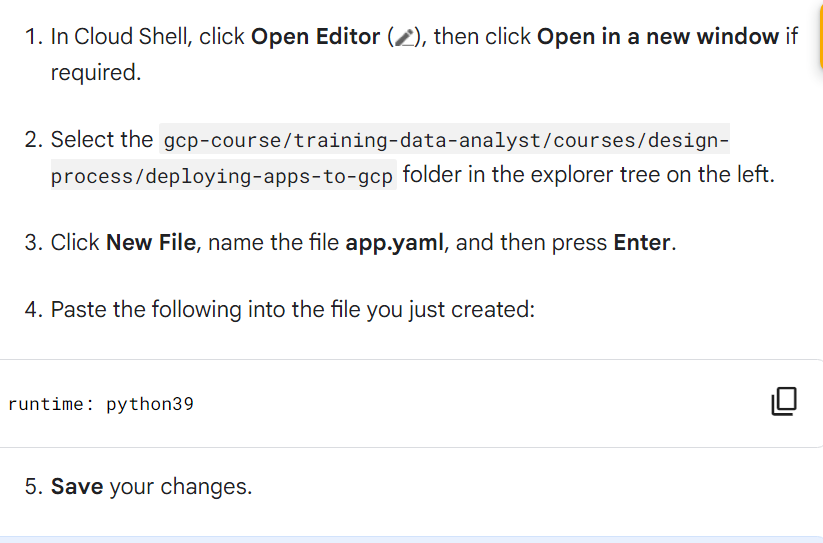 1. In Cloud Shell, click Open Editor (), then click Open in a new window if
required.
2. Select the gcp-course/training-data-analyst/courses/design-
process/deploying-apps-to-gcp folder in the explorer tree on the left.
3. Click New File, name the file app.yaml, and then press Enter.
4. Paste the following into the file you just created:
runtime: python39
5. Save your changes.